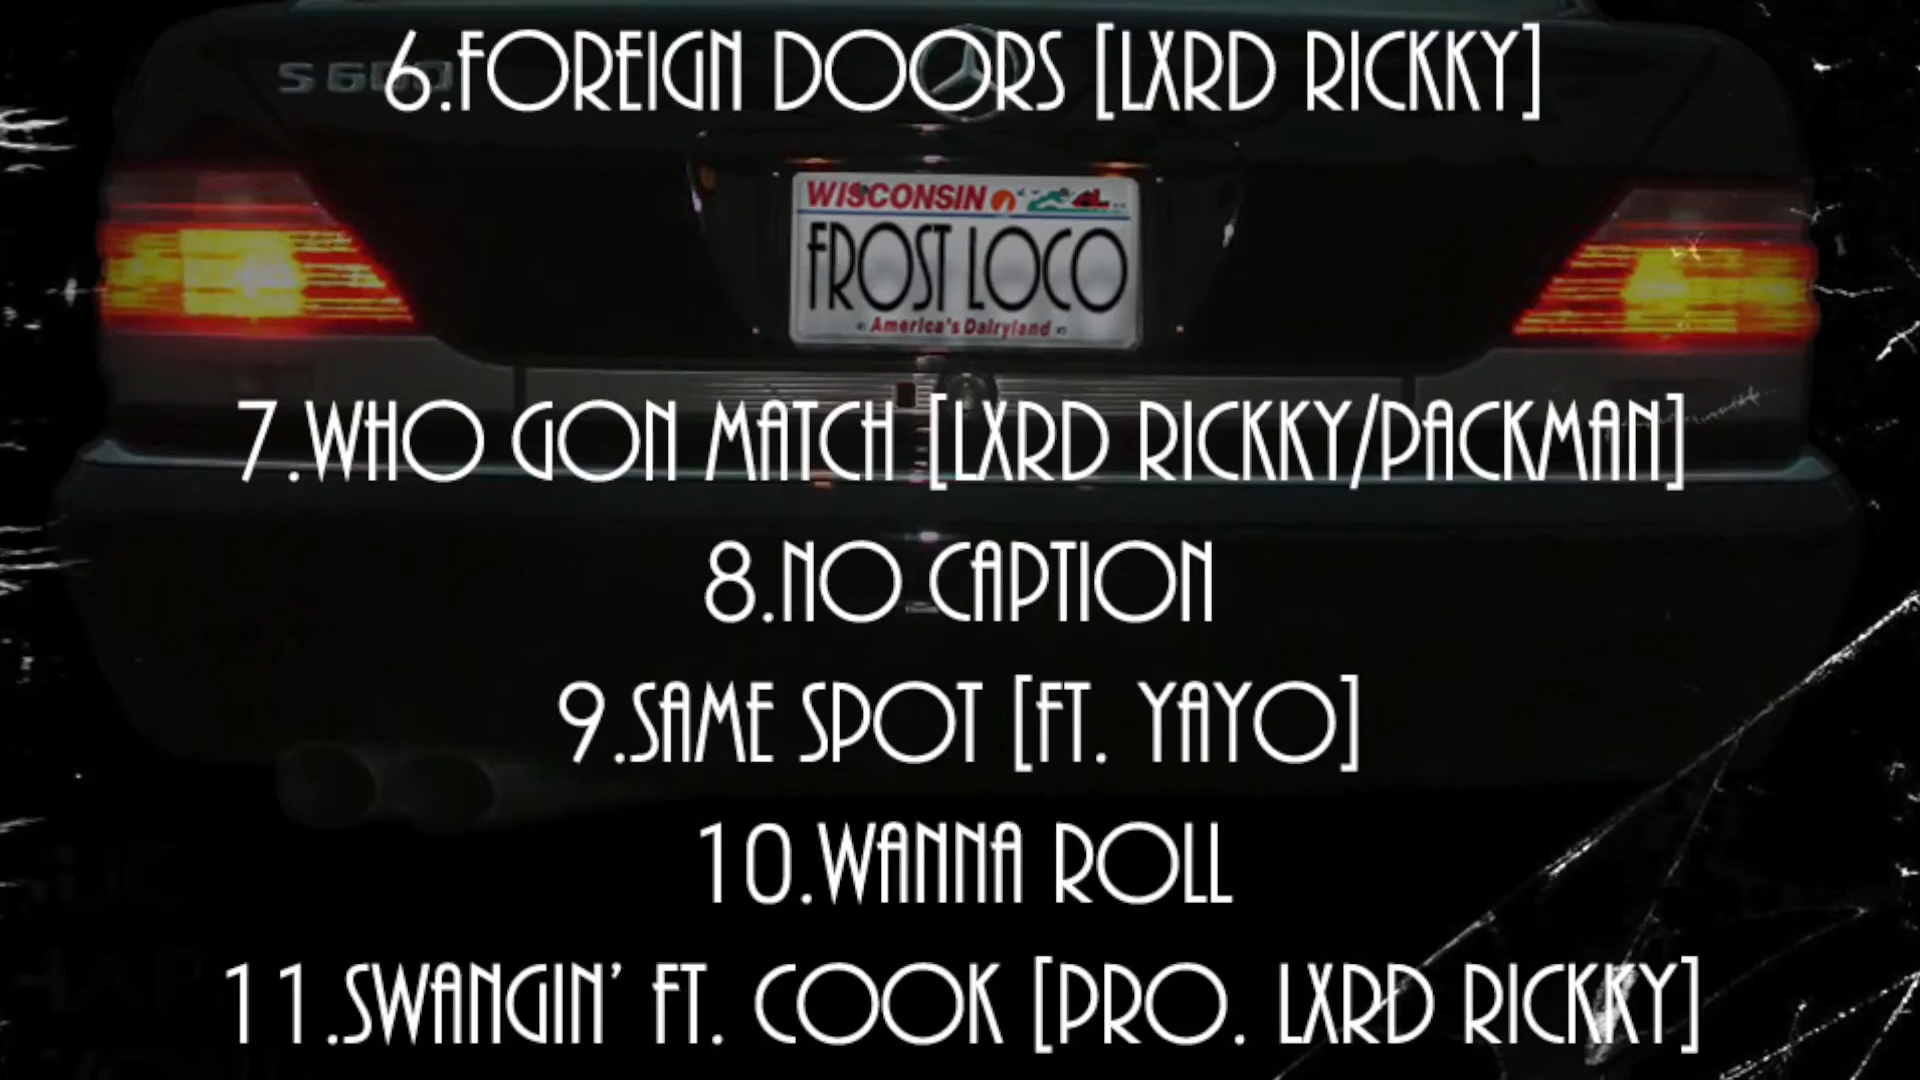 S 600
6.FOREIGN DOORS [LXRD RICKKY]
WISCONSIN
FROST LOCO
America's Dairyland
7.WHO GON MATCH [LXRD RICKKY/PACKMAN]
8.NO CAPTION
9.SAME SPOT [FT. YAYO]
10.WANNA ROLL
11.SWANGIN' FT. COOK [PRO. LXRD RICKKY]